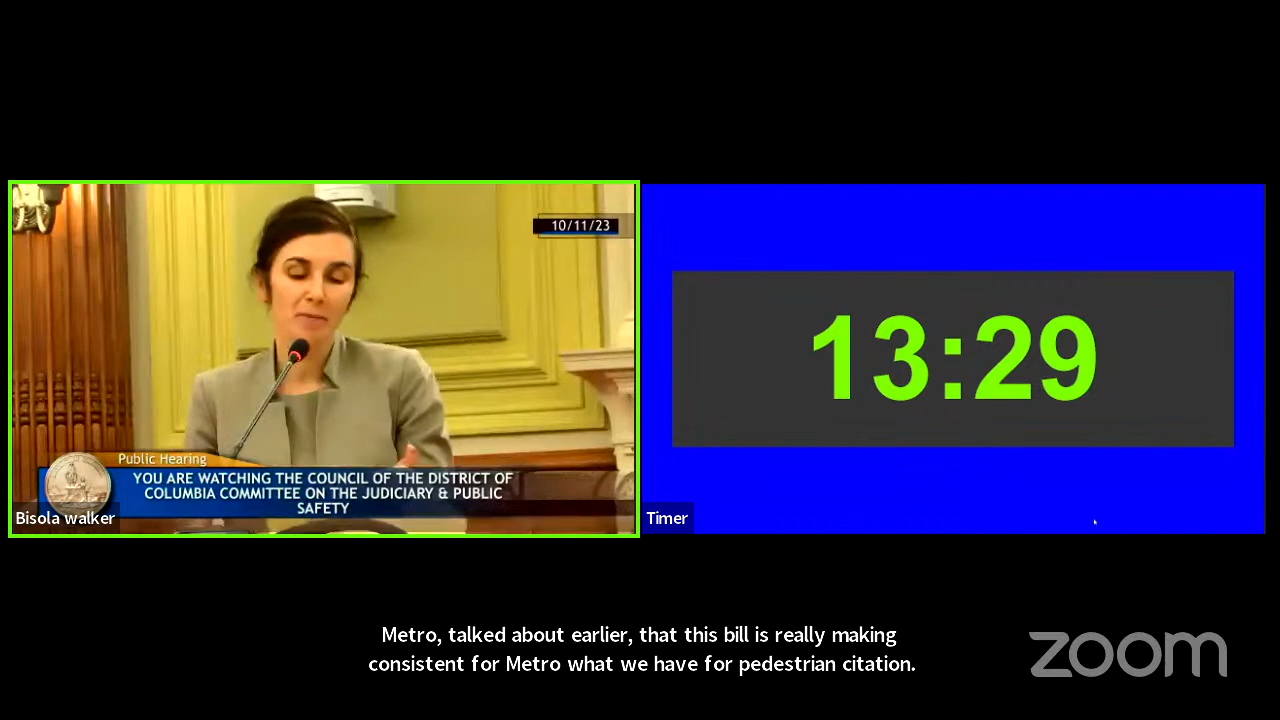 10/11/23
Public Hearing
YOU ARE WATCHING THE COUNCIL OF THE DISTRICT OF
COLUMBIA COMMITTEE ON THE JUDICIARY & PUBLIC
SAFETY
Bisola walker
13:29
Timer
Metro, talked about earlier, that this bill is really making
consistent for Metro what we have for pedestrian citation.
zoom